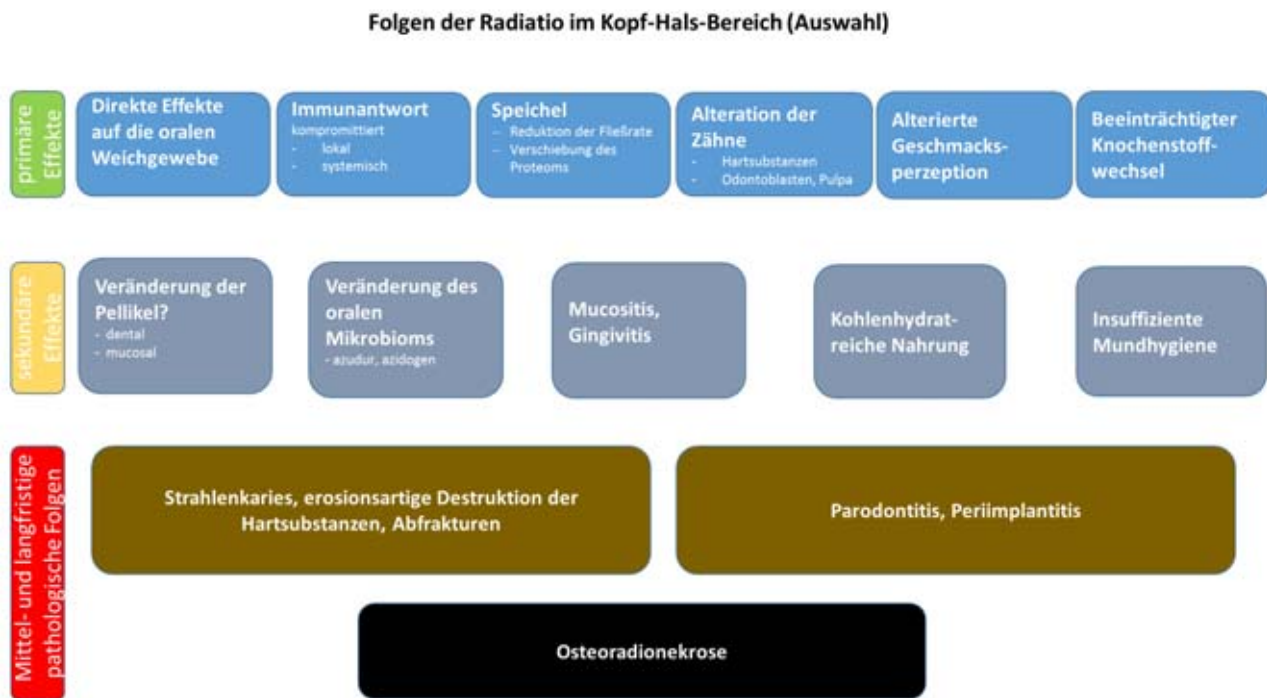 Folgen der Radiatio im Kopf-Hals-Bereich (Auswahl)
primäre
Effekte
Direkte Effekte
auf die oralen
Weichgewebe
Immunantwort
kompromittiert
- lokal
- systemisch
Speichel
– Reduktion der Fließrate
– Verschiebung des
Proteoms
Alteration der
Zähne
- Hartsubstanzen
- Odontoblasten, Pulpa
Alterierte
Geschmacks-
perzeption
Beeinträchtigter
Knochenstoff-
wechsel
sekundäre
Effekte
Veränderung der
Pellikel?
- dental
- mucosal
Veränderung des
oralen
Mikrobioms
- azudur, azidogen
Mucositis,
Gingivitis
Kohlenhydrat-
reiche Nahrung
Insuffiziente
Mundhygiene
Mittel- und langfristige
pathologische Folgen
Strahlenkaries, erosionsartige Destruktion der
Hartsubstanzen, Abfrakturen
Parodontitis, Periimplantitis
Osteoradionekrose